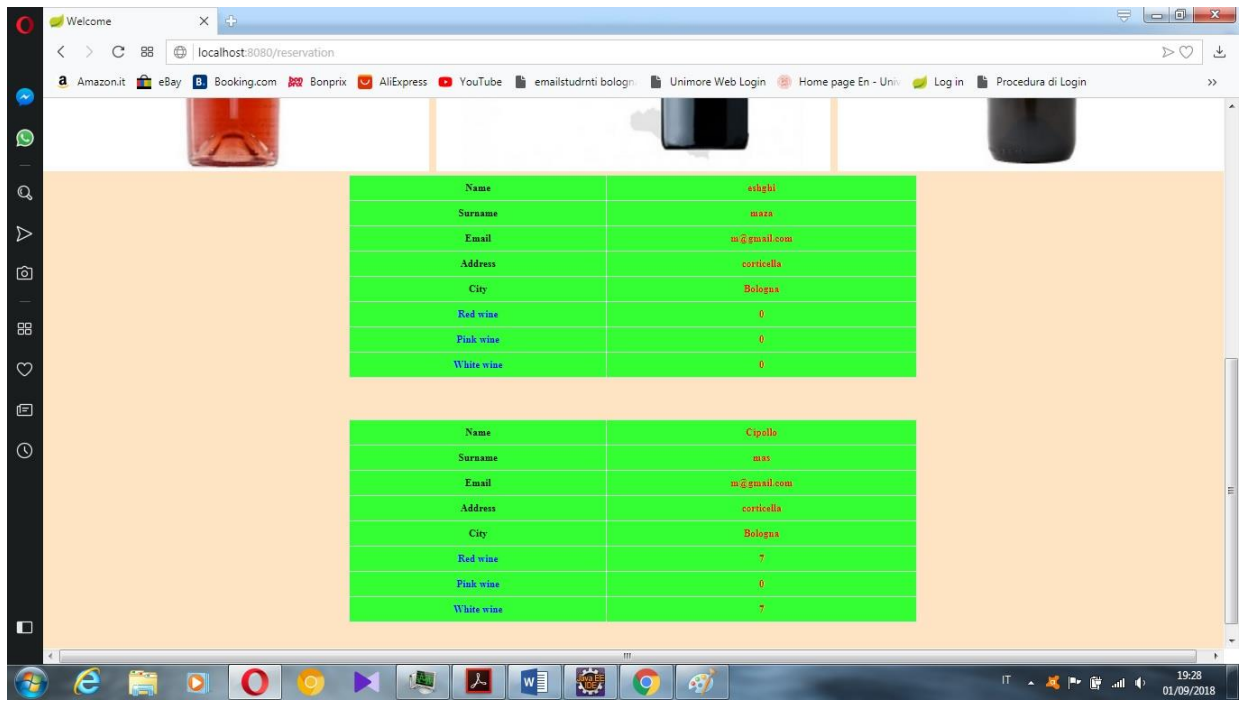 Welcome
localhost:8080/reservation
Amazon.it eBay Booking.com Bonprix AliExpress YouTube emailstudrnti bologn Unimore Web Login Home page En - Univ Log in Procedura di Login
Name ashghi
Surname maza
Email m@gmail.com
Address corticella
City Bologna
Red wine 0
Pink wine 0
White wine 0
Name Cipollo
Surname mas
Email m@gmail.com
Address corticella
City Bologna
Red wine 7
Pink wine 0
White wine 7
IT 19:28
01/09/2018